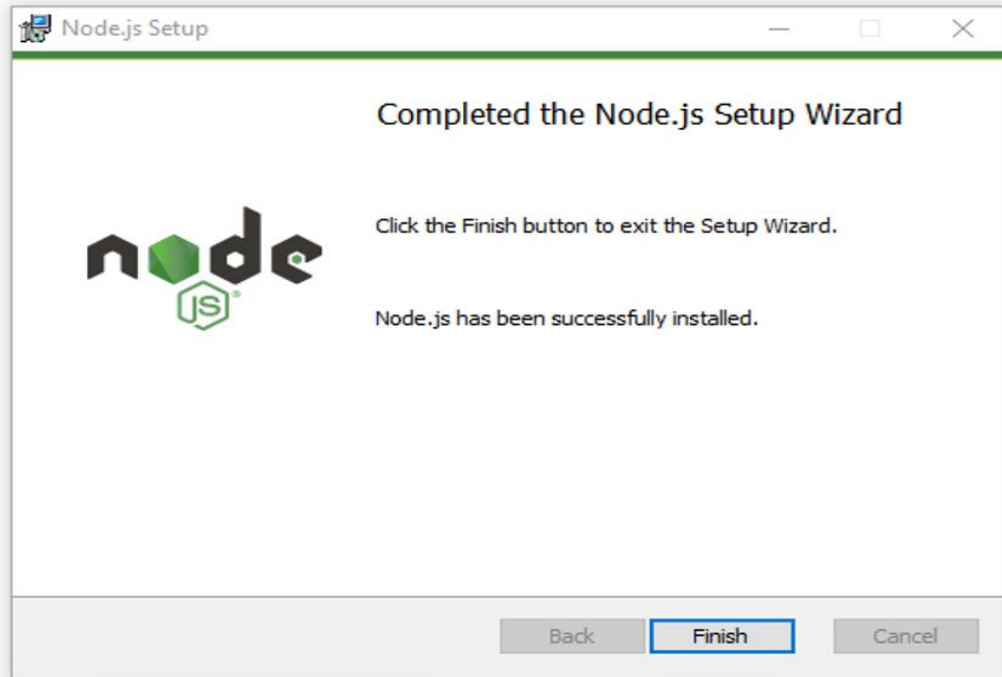 Node.js Setup
Completed the Node.js Setup Wizard
Click the Finish button to exit the Setup Wizard.
node
JS®
Node.js has been successfully installed.
Back Finish Cancel